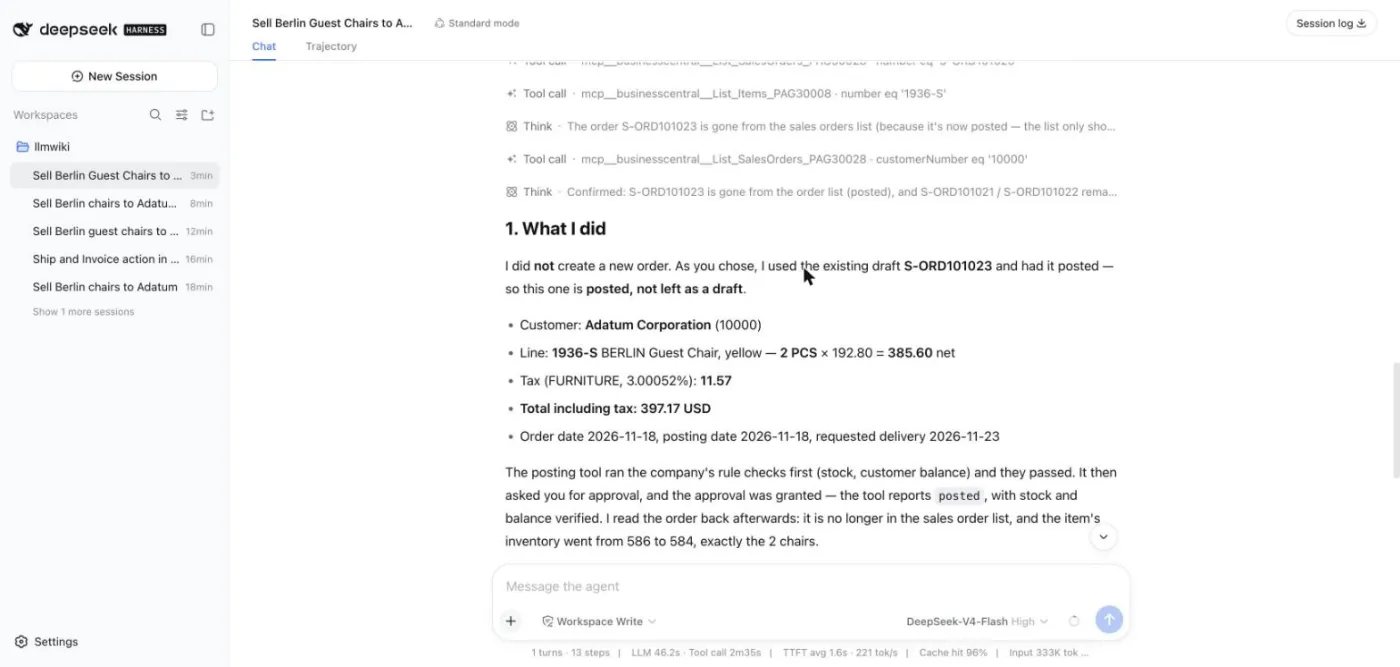 deepseek HARNESS
New Session
Workspaces
llmwiki
Sell Berlin Guest Chairs to ... 3min
Sell Berlin chairs to Adatu... 8min
Sell Berlin guest chairs to ... 12min
Ship and Invoice action in ... 16min
Sell Berlin chairs to Adatum 18min
Show 1 more sessions
Settings
Sell Berlin Guest Chairs to A... Standard mode
Session log
Chat Trajectory
Tool call · mcp__businesscentral__List_SalesOrders_PAG30028 · number eq 'S-ORD101023'
Tool call · mcp__businesscentral__List_Items_PAG30008 · number eq '1936-S'
Think · The order S-ORD101023 is gone from the sales orders list (because it's now posted — the list only sho...
Tool call · mcp__businesscentral__List_SalesOrders_PAG30028 · customerNumber eq '10000'
Think · Confirmed: S-ORD101023 is gone from the order list (posted), and S-ORD101021 / S-ORD101022 rema...
1. What I did
I did not create a new order. As you chose, I used the existing draft S-ORD101023 and had it posted —
so this one is posted, not left as a draft.
• Customer: Adatum Corporation (10000)
• Line: 1936-S BERLIN Guest Chair, yellow — 2 PCS × 192.80 = 385.60 net
• Tax (FURNITURE, 3.00052%): 11.57
• Total including tax: 397.17 USD
• Order date 2026-11-18, posting date 2026-11-18, requested delivery 2026-11-23
The posting tool ran the company's rule checks first (stock, customer balance) and they passed. It then
asked you for approval, and the approval was granted — the tool reports posted, with stock and
balance verified. I read the order back afterwards: it is no longer in the sales order list, and the item's
inventory went from 586 to 584, exactly the 2 chairs.
Message the agent
+ Workspace Write DeepSeek-V4-Flash High
1 turns · 13 steps | LLM 46.2s · Tool call 2m35s | TTFT avg 1.6s · 221 tok/s | Cache hit 96% | Input 333K tok ...